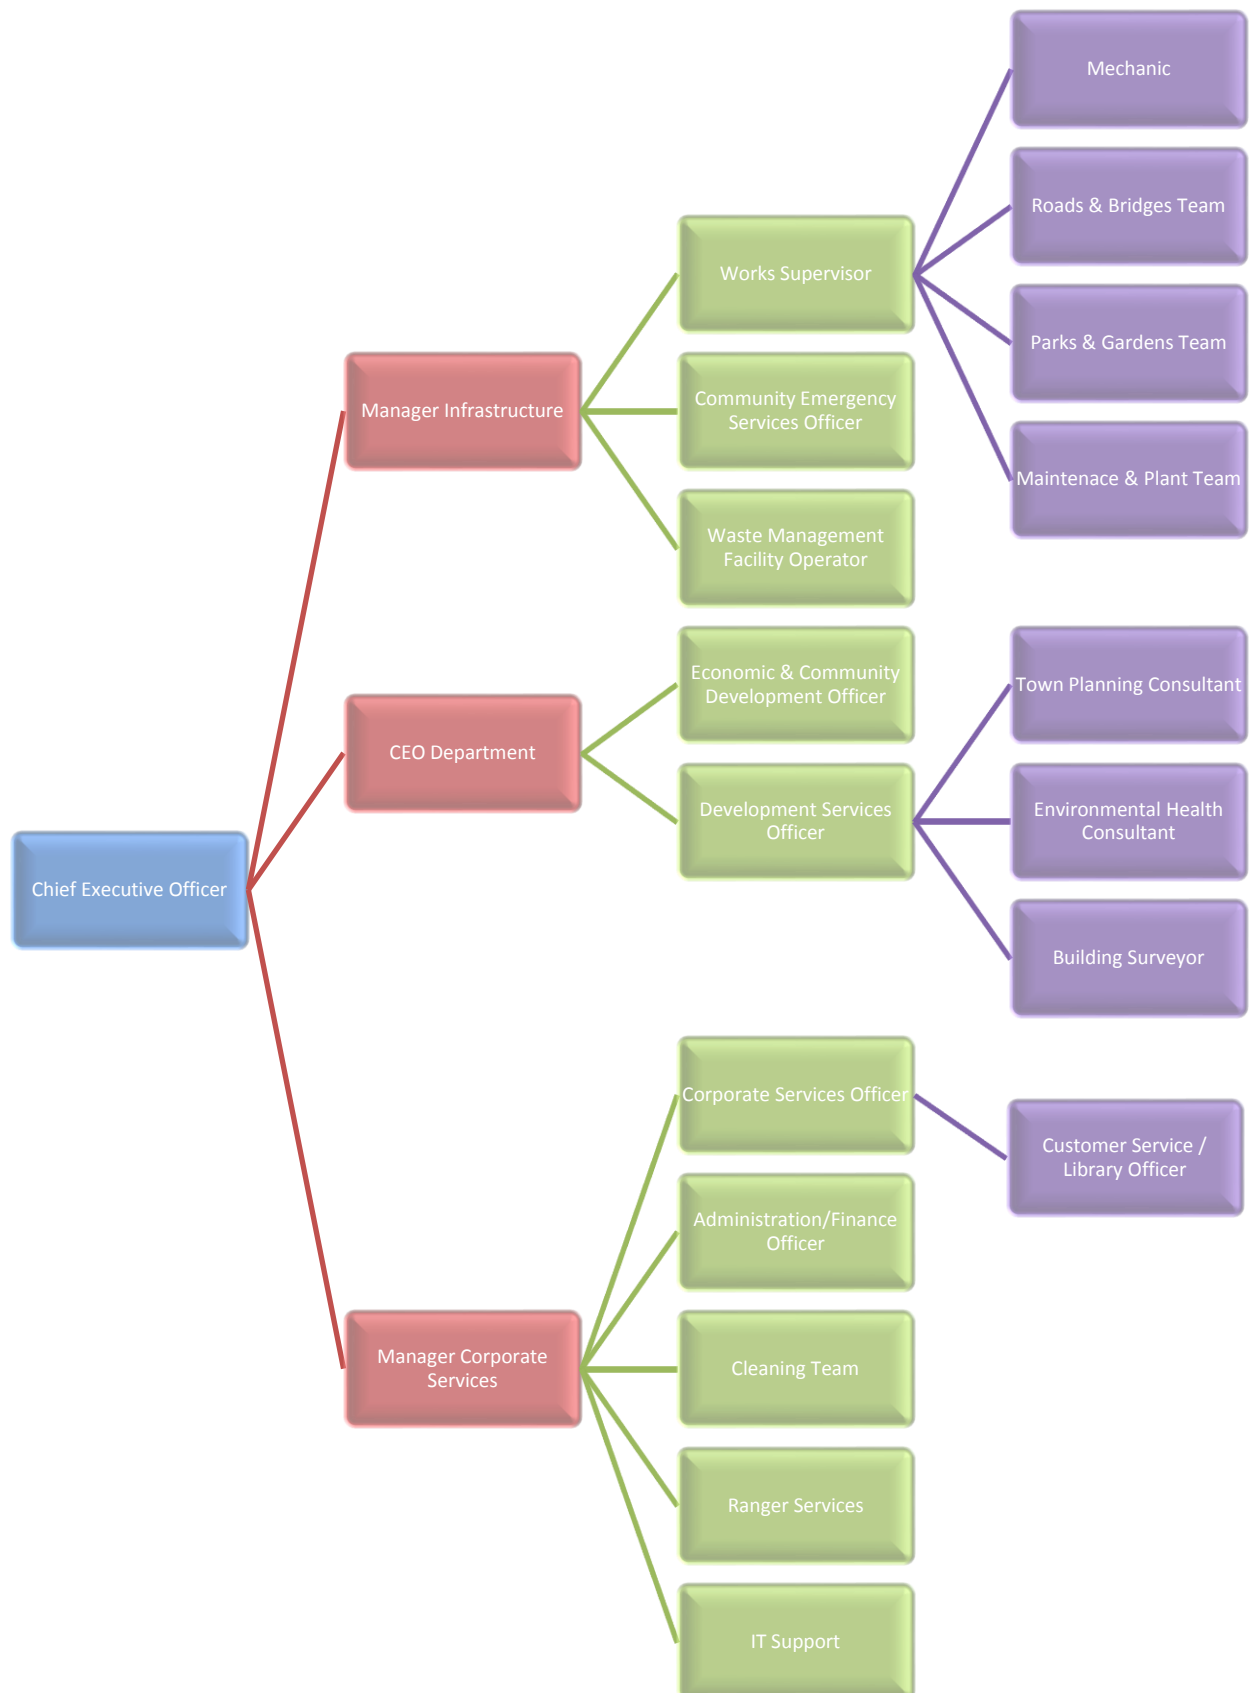 Mechanic
Roads & Bridges Team
Works Supervisor
Parks & Gardens Team
Manager Infrastructure
Community Emergency
Services Officer
Maintenace & Plant Team
Waste Management
Facility Operator
Economic & Community
Development Officer
Town Planning Consultant
CEO Department
Development Services
Officer
Environmental Health
Consultant
Chief Executive Officer
Building Surveyor
Corporate Services Officer
Customer Service /
Library Officer
Administration/Finance
Officer
Manager Corporate
Services
Cleaning Team
Ranger Services
IT Support